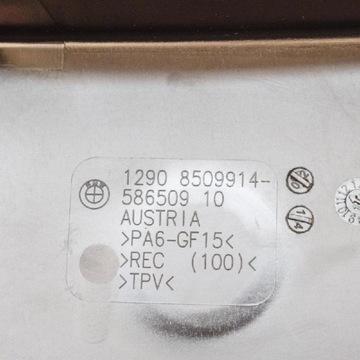 1290 8509914-
586509 10
AUSTRIA
>PA6-GF15<
>REC (100)<
>TPV<